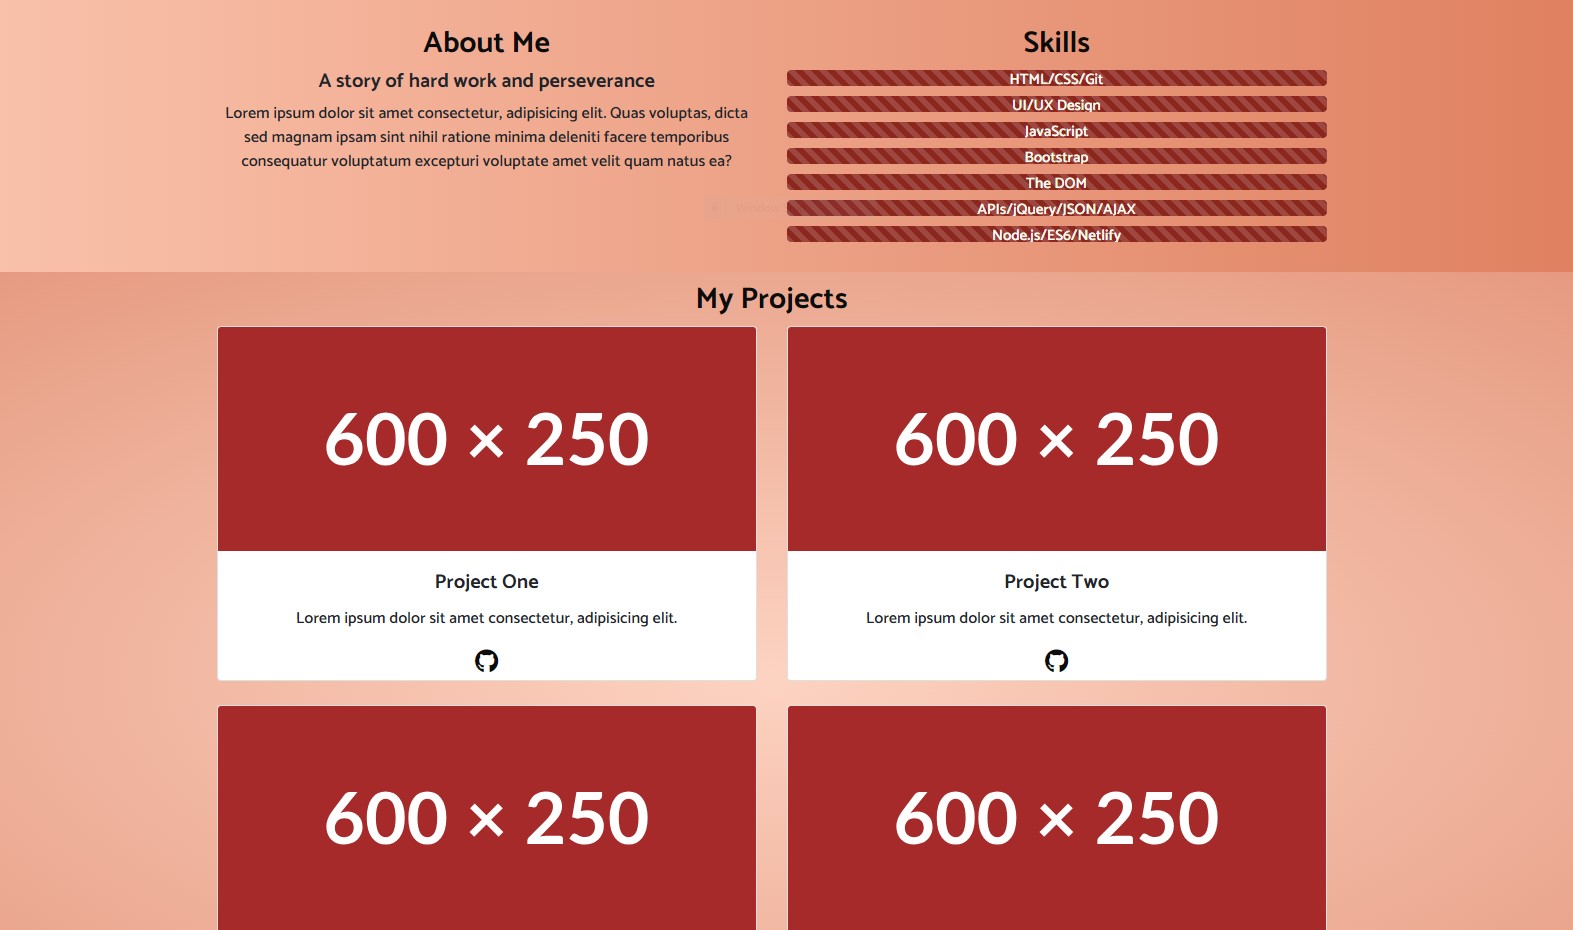 About Me
A story of hard work and perseverance
Lorem ipsum dolor sit amet consectetur, adipisicing elit. Quas voluptas, dicta
sed magnam ipsam sint nihil ratione minima deleniti facere temporibus
consequatur voluptatum excepturi voluptate amet velit quam natus ea?
Skills
HTML/CSS/Git
UI/UX Design
JavaScript
Bootstrap
The DOM
APIs/jQuery/JSON/AJAX
Node.js/ES6/Netlify
My Projects
600 × 250
600 × 250
Project One
Project Two
Lorem ipsum dolor sit amet consectetur, adipisicing elit.
Lorem ipsum dolor sit amet consectetur, adipisicing elit.
600 × 250
600 × 250